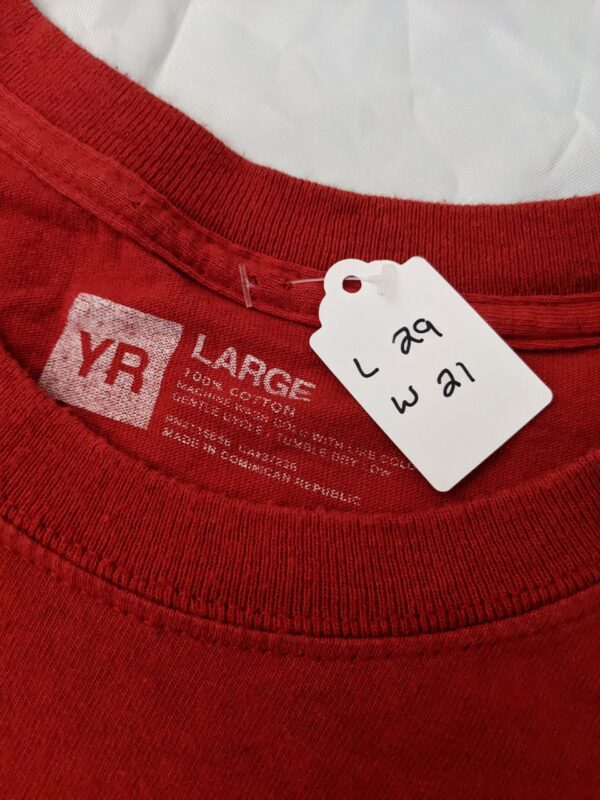 YR
LARGE
100% COTTON
MACHINE WASH COLD WITH LIKE COLO
GENTLE CYCLE / TUMBLE DRY LOW
MADE IN DOMINICAN REPUBLIC
L 29
W 21